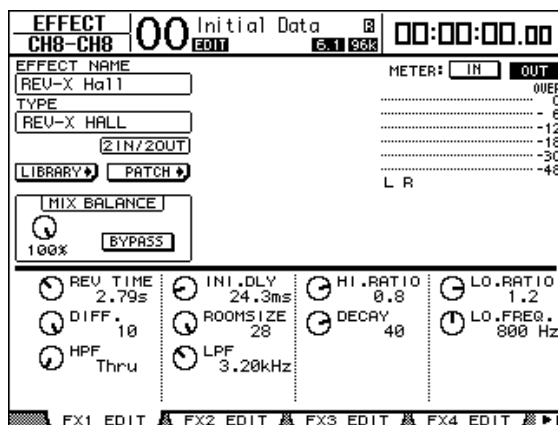 EFFECT
CH8-CH8
00 Initial Data R
EDIT 6.1 96k
00:00:00.00
EFFECT NAME
REV-X Hall
TYPE
REV-X HALL
2IN/2OUT
LIBRARY PATCH
METER: IN OUT
OVER
0
- 6
-12
-18
-30
-48
L R
MIX BALANCE
100% BYPASS
REV TIME 2.79s
INI.DLY 24.3ms
HI.RATIO 0.8
LO.RATIO 1.2
DIFF. 10
ROOMSIZE 28
DECAY 40
LO.FREQ. 800 Hz
HPF Thru
LPF 3.20kHz
FX1 EDIT FX2 EDIT FX3 EDIT FX4 EDIT